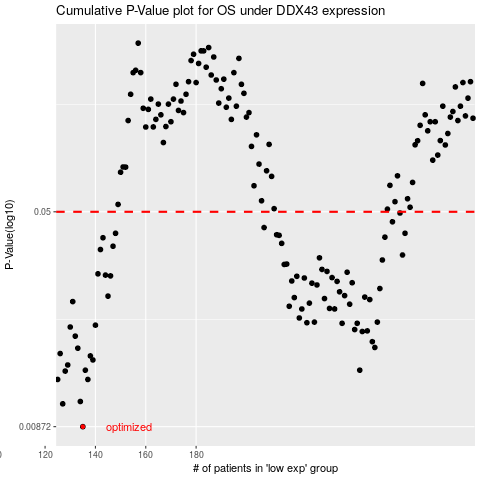 Cumulative P-Value plot for OS under DDX43 expression
P-Value(log10)
0.05
0.00872
optimized
0 120 140 160 180
# of patients in 'low exp' group